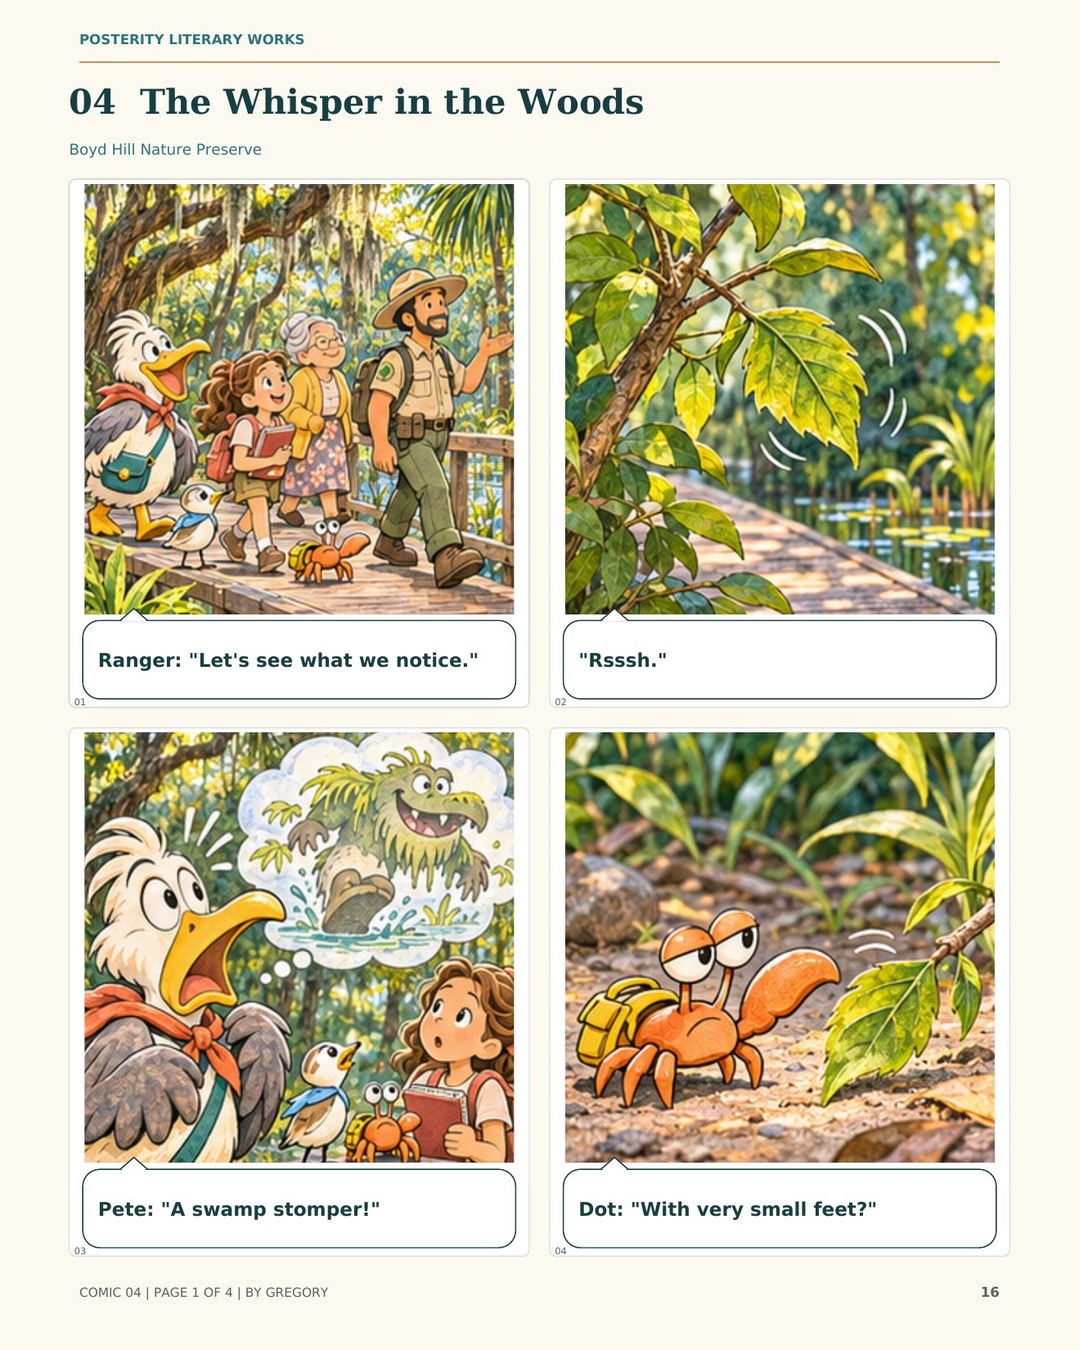 POSTERITY LITERARY WORKS
04 The Whisper in the Woods
Boyd Hill Nature Preserve
Ranger: "Let's see what we notice."
01
"Rsssh."
02
Pete: "A swamp stomper!"
03
Dot: "With very small feet?"
04
COMIC 04 | PAGE 1 OF 4 | BY GREGORY
16